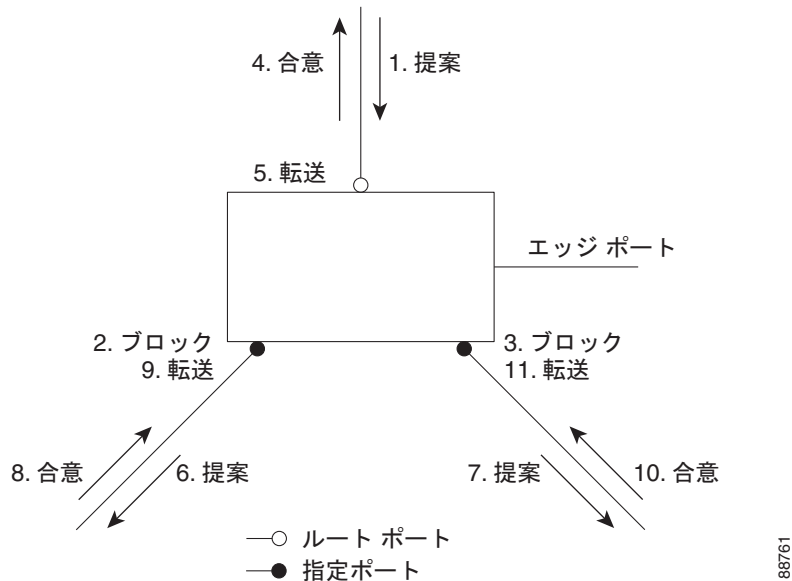 4. 合意
1. 提案
5. 転送
エッジ ポート
2. ブロック
9. 転送
3. ブロック
11. 転送
8. 合意
6. 提案
7. 提案
10. 合意
ルート ポート
指定ポート
88761